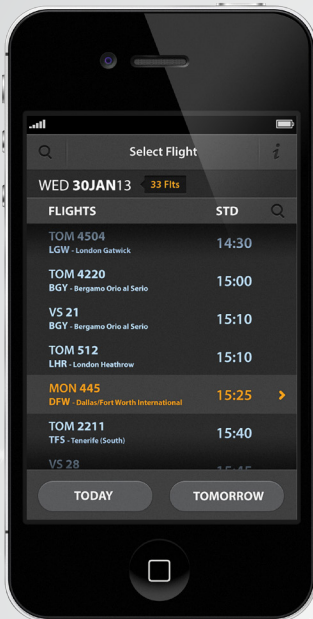 Select Flight
i
WED 30JAN13 33 Flts
FLIGHTS STD
TOM 4504 14:30
LGW - London Gatwick
TOM 4220 15:00
BGY - Bergamo Orio al Serio
VS 21 15:10
BGY - Bergamo Orio al Serio
TOM 512 15:10
LHR - London Heathrow
MON 445 15:25
DFW - Dallas/Fort Worth International
TOM 2211 15:40
TFS - Tenerife (South)
VS 28
TODAY TOMORROW